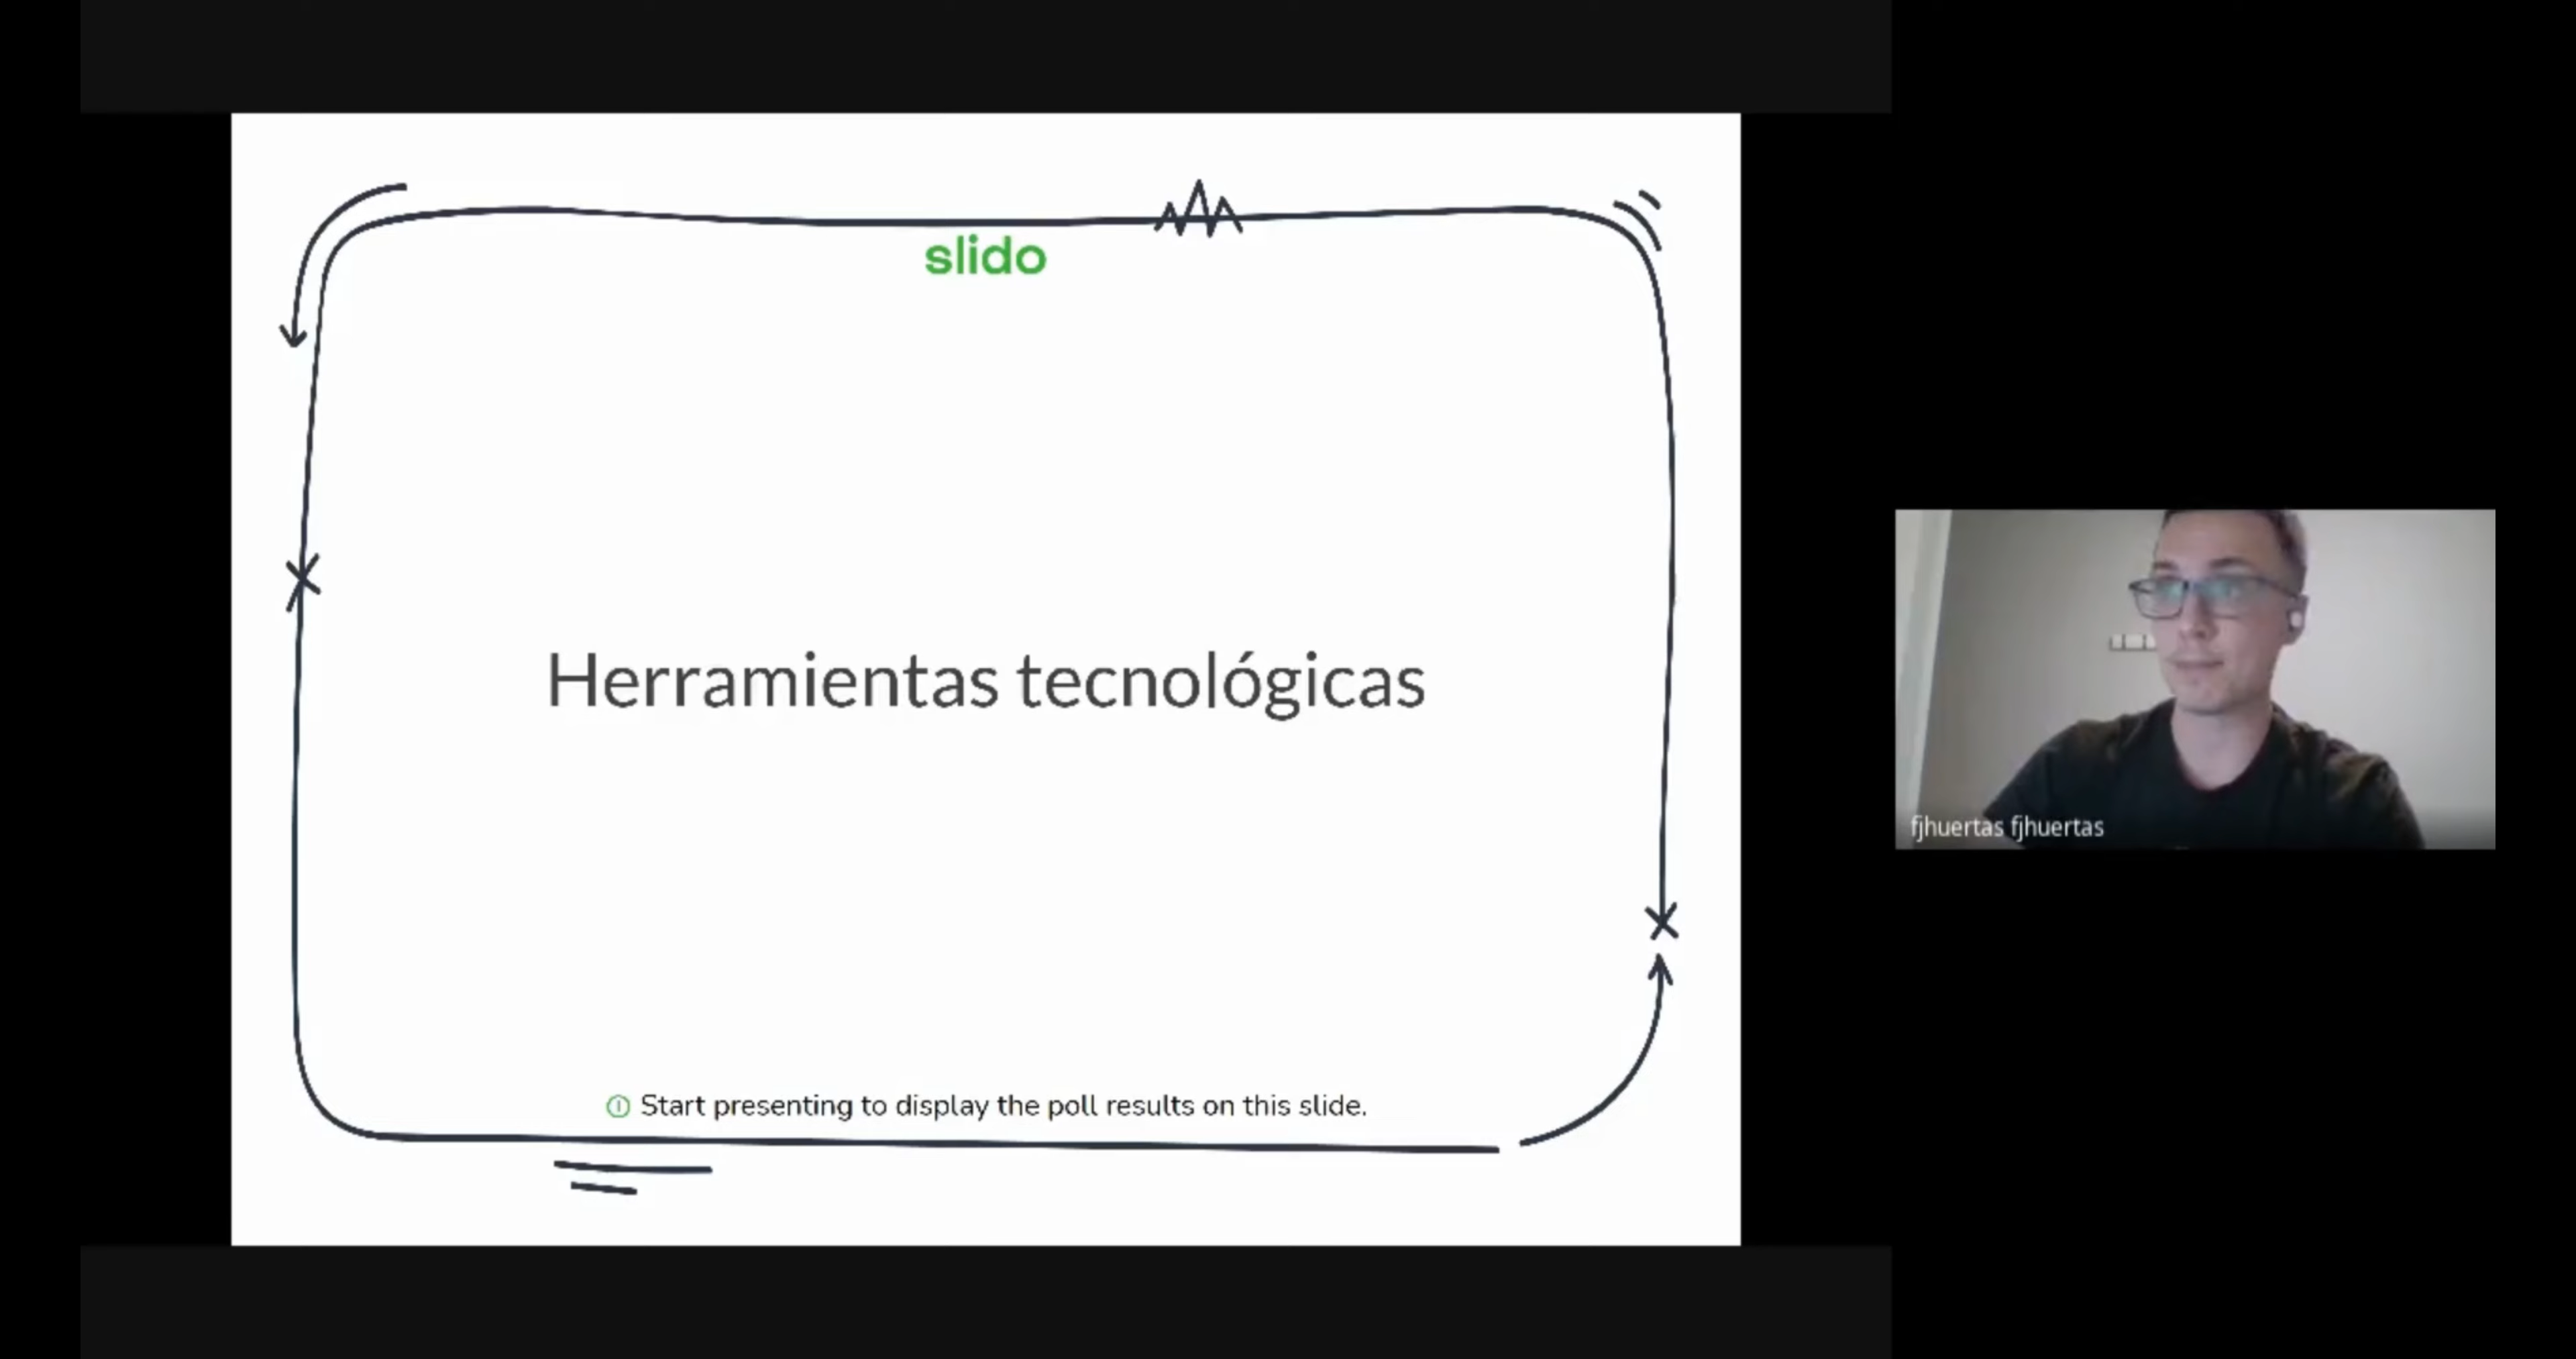 slido
Herramientas tecnológicas
Start presenting to display the poll results on this slide.
fjhuertas fjhuertas